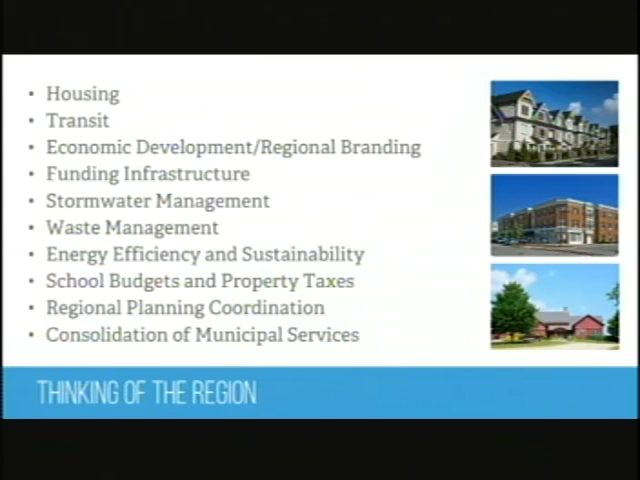 • Housing
• Transit
• Economic Development/Regional Branding
• Funding Infrastructure
• Stormwater Management
• Waste Management
• Energy Efficiency and Sustainability
• School Budgets and Property Taxes
• Regional Planning Coordination
• Consolidation of Municipal Services
THINKING OF THE REGION